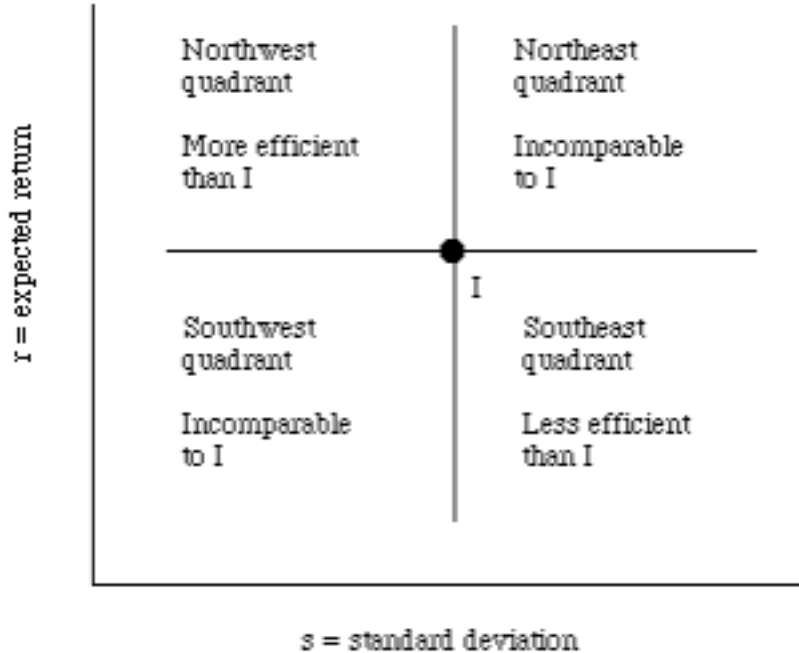 Northwest
quadrant
More efficient
than I
Northeast
quadrant
Incomparable
to I
r = expected return
I
Southwest
quadrant
Incomparable
to I
Southeast
quadrant
Less efficient
than I
s = standard deviation